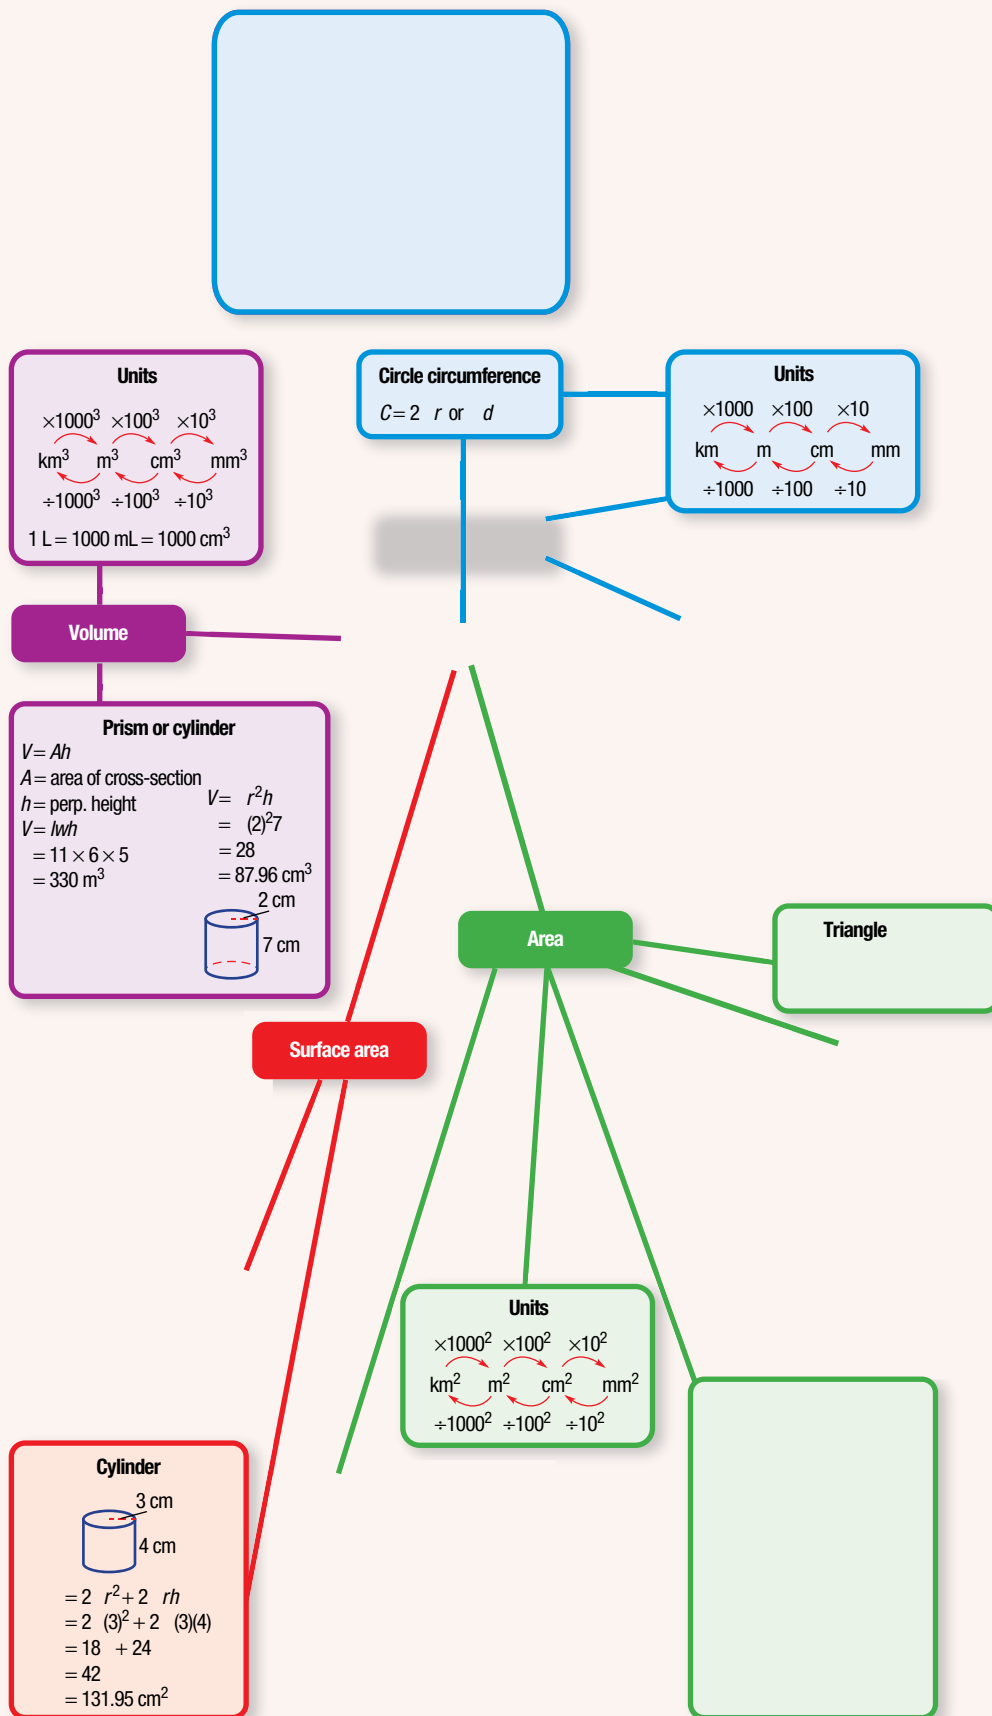 Units
×1000³ ×100³ ×10³
km³ m³ cm³ mm³
÷1000³ ÷100³ ÷10³
1 L = 1000 mL = 1000 cm³
Circle circumference
C = 2 r or d
Units
×1000 ×100 ×10
km m cm mm
÷1000 ÷100 ÷10
Volume
Prism or cylinder
V = Ah
A = area of cross-section
h = perp. height
V = lwh
= 11 × 6 × 5
= 330 m³
V = r²h
= (2)²7
= 28
= 87.96 cm³
2 cm
7 cm
Area
Triangle
Surface area
Units
×1000² ×100² ×10²
km² m² cm² mm²
÷1000² ÷100² ÷10²
Cylinder
3 cm
4 cm
= 2 r² + 2 rh
= 2 (3)² + 2 (3)(4)
= 18 + 24
= 42
= 131.95 cm²